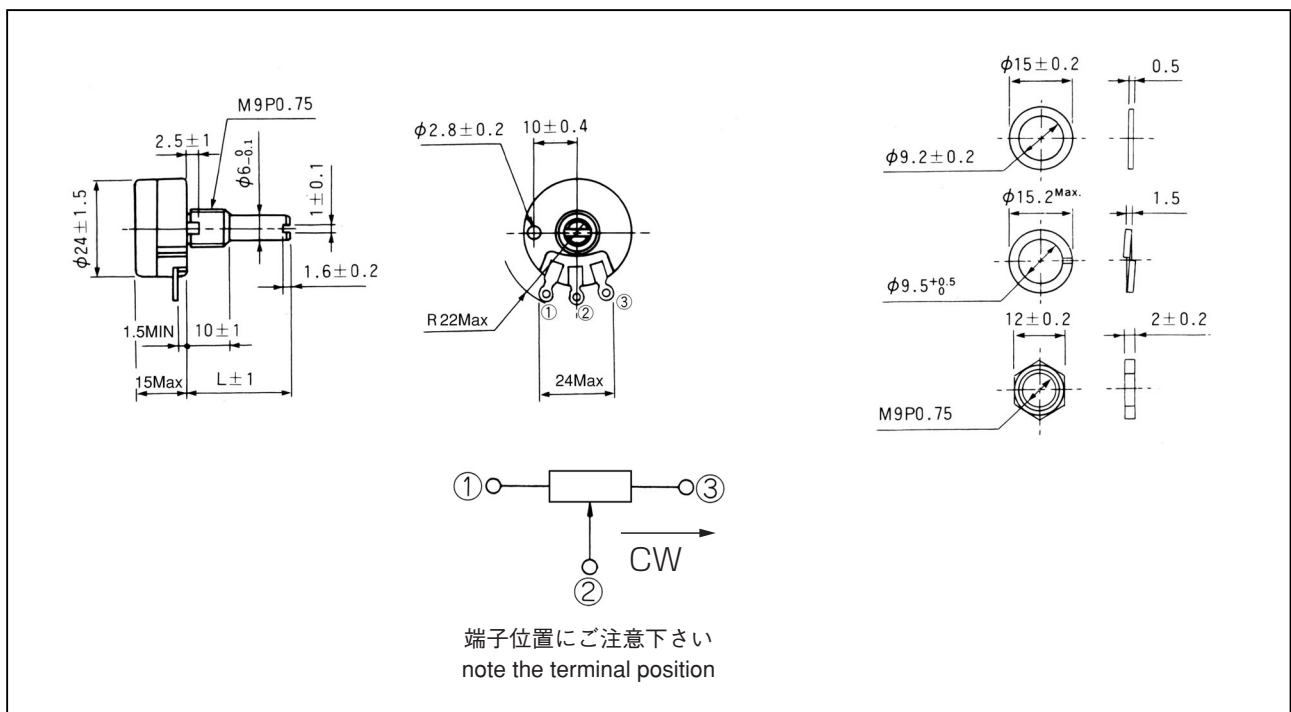 M9P0.75
2.5±1
φ6 0 -0.1
1±0.1
φ24±1.5
1.6±0.2
1.5MIN
10±1
15Max
L±1
φ2.8±0.2
10±0.4
R22Max
①
②
③
24Max
φ15±0.2
0.5
φ9.2±0.2
φ15.2Max.
1.5
φ9.5+0.5 0
12±0.2
2±0.2
M9P0.75
①
③
CW
②
端子位置にご注意下さい
note the terminal position